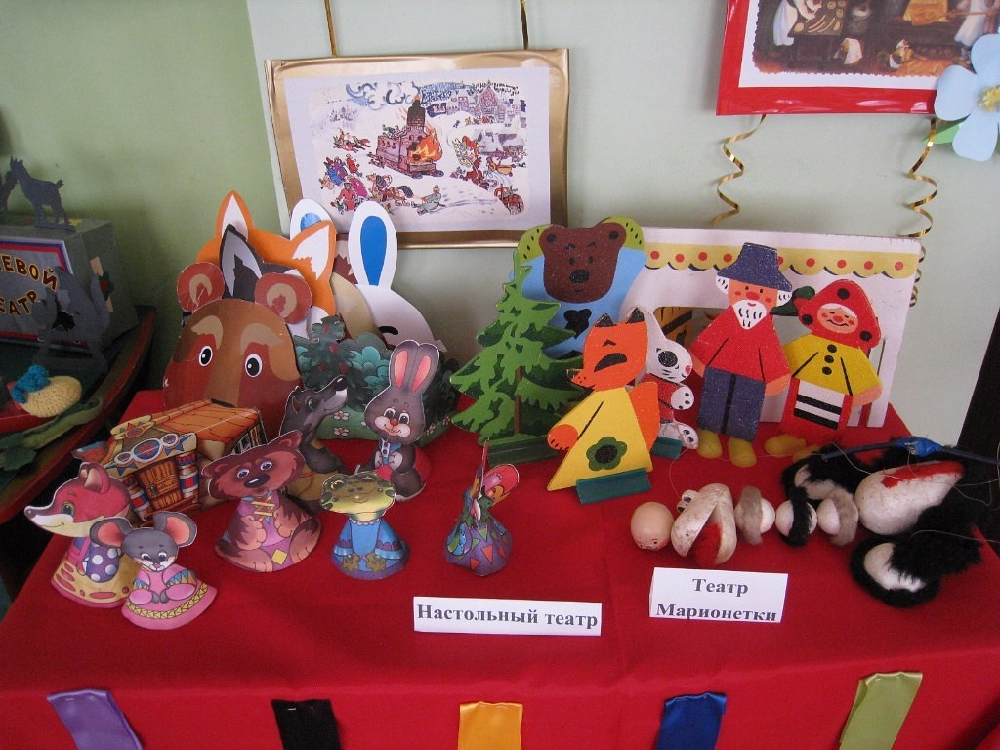 Настольный театр
Театр
Марионетки